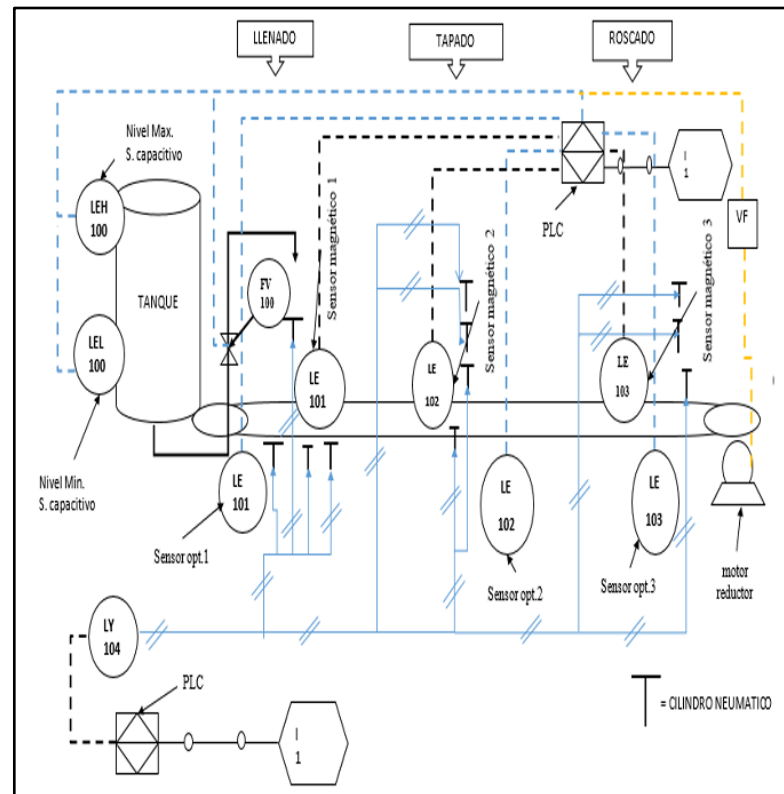 LLENADO
TAPADO
ROSCADO
Nivel Max.
S. capacitivo
LEH
100
TANQUE
FV
100
Sensor magnético 1
Sensor magnético 2
Sensor magnético 3
PLC
I
1
VF
LEL
100
LE
101
LE
102
LE
103
Nivel Min.
S. capacitivo
LE
101
Sensor opt.1
LE
102
Sensor opt.2
LE
103
Sensor opt.3
motor
reductor
LY
104
PLC
I
1
= CILINDRO NEUMATICO